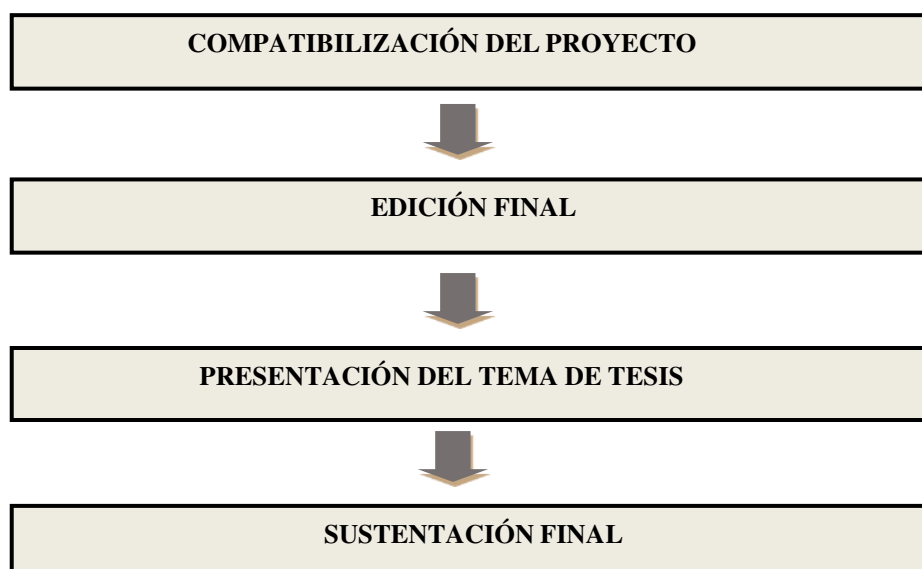 COMPATIBILIZACIÓN DEL PROYECTO
EDICIÓN FINAL
PRESENTACIÓN DEL TEMA DE TESIS
SUSTENTACIÓN FINAL